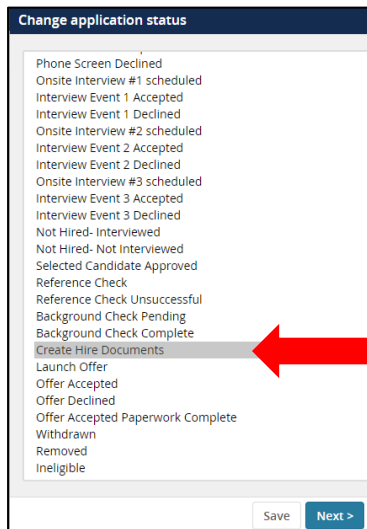 Change application status
Phone Screen Declined
Onsite Interview #1 scheduled
Interview Event 1 Accepted
Interview Event 1 Declined
Onsite Interview #2 scheduled
Interview Event 2 Accepted
Interview Event 2 Declined
Onsite Interview #3 scheduled
Interview Event 3 Accepted
Interview Event 3 Declined
Not Hired- Interviewed
Not Hired- Not Interviewed
Selected Candidate Approved
Reference Check
Reference Check Unsuccessful
Background Check Pending
Background Check Complete
Create Hire Documents
Launch Offer
Offer Accepted
Offer Declined
Offer Accepted Paperwork Complete
Withdrawn
Removed
Ineligible
Save Next >